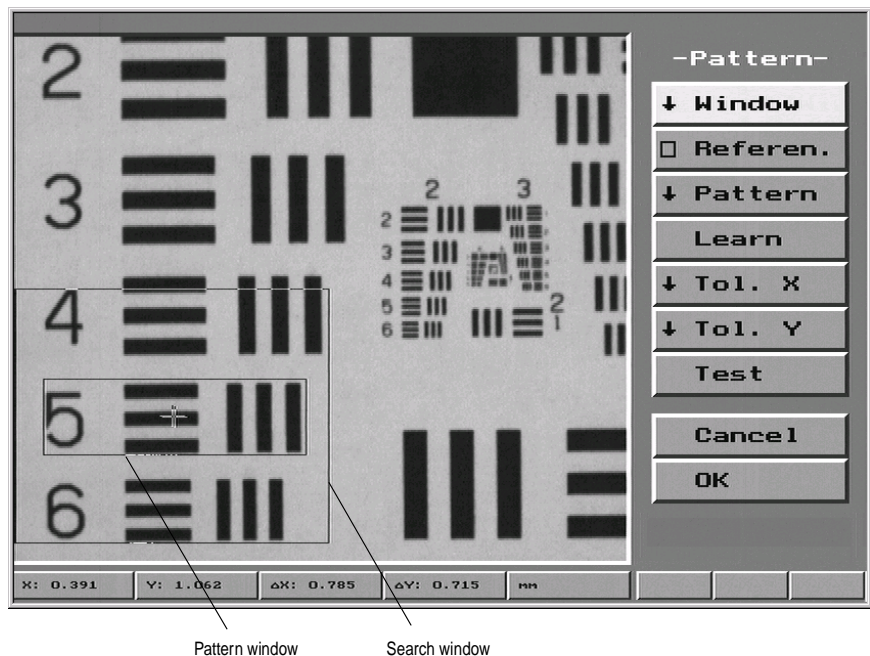 2
3
4
5
6
2 3
2
3
4
5
6
2
1
-Pattern-
↓ Window
□ Referen.
↓ Pattern
Learn
↓ Tol. X
↓ Tol. Y
Test
Cancel
OK
X: 0.391 Y: 1.062 ΔX: 0.785 ΔY: 0.715 mm
Pattern window Search window